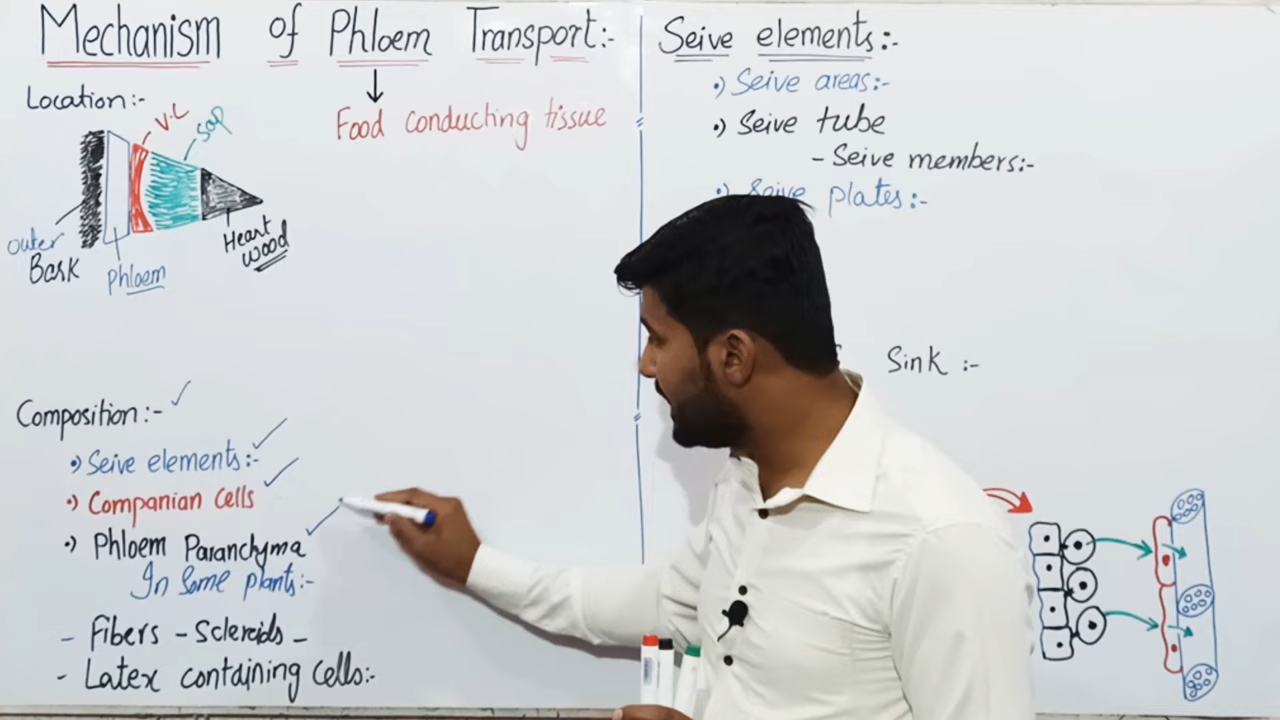 Mechanism of Phloem Transport:-
Food conducting tissue
Location:-
V.C
Sap
Outer
Bark
Phloem
Heart
Wood
Composition:-
•) Seive elements:-
•) Companian Cells
•) Phloem Paranchyma
In Some plants:-
- Fibers - Scleroids -
- Latex containing cells:-
Seive elements:-
•) Seive areas:-
•) Seive tube
- Seive members:-
•) Seive plates:-
Sink :-